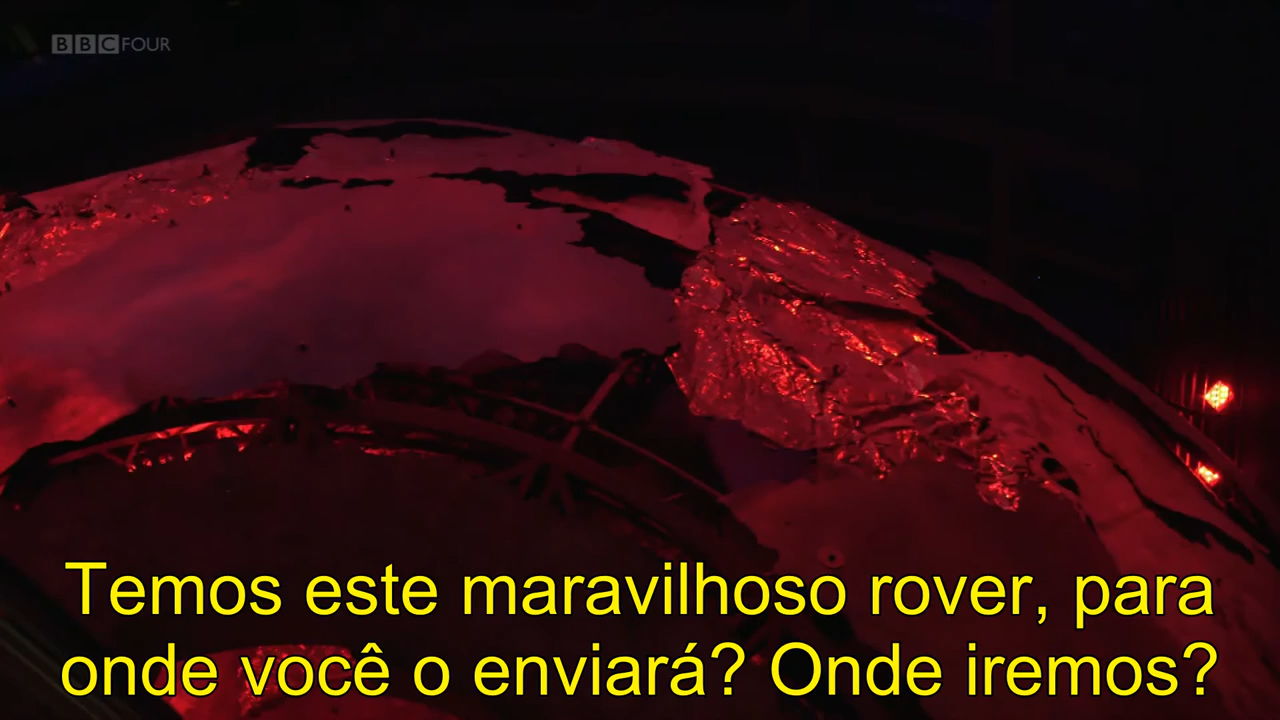 BBC FOUR
Temos este maravilhoso rover, para
onde você o enviará? Onde iremos?